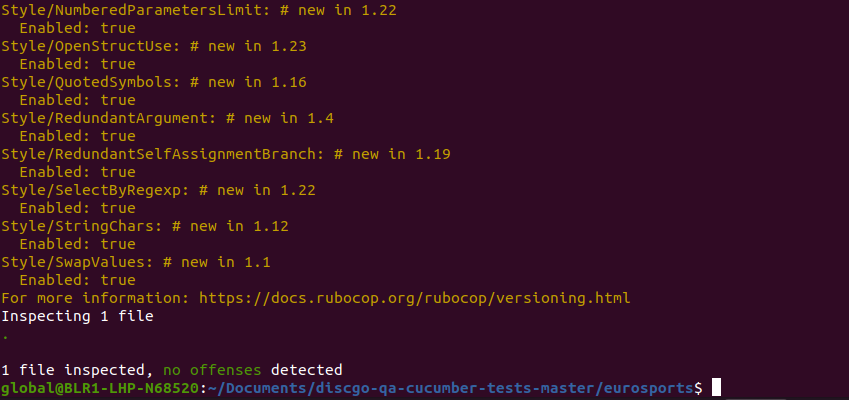 Style/NumberedParametersLimit: # new in 1.22
  Enabled: true
Style/OpenStructUse: # new in 1.23
  Enabled: true
Style/QuotedSymbols: # new in 1.16
  Enabled: true
Style/RedundantArgument: # new in 1.4
  Enabled: true
Style/RedundantSelfAssignmentBranch: # new in 1.19
  Enabled: true
Style/SelectByRegexp: # new in 1.22
  Enabled: true
Style/StringChars: # new in 1.12
  Enabled: true
Style/SwapValues: # new in 1.1
  Enabled: true
For more information: https://docs.rubocop.org/rubocop/versioning.html
Inspecting 1 file
.

1 file inspected, no offenses detected
global@BLR1-LHP-N68520:~/Documents/discgo-qa-cucumber-tests-master/eurosports$